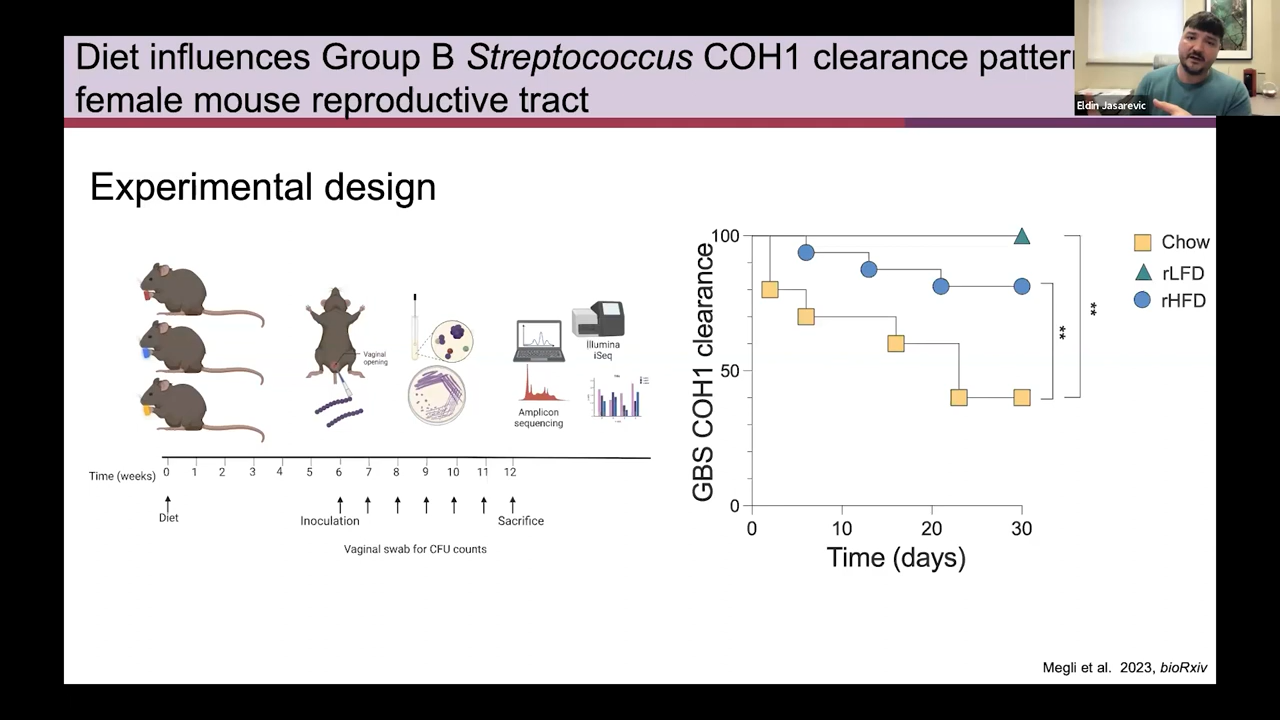 Diet influences Group B Streptococcus COH1 clearance patter
female mouse reproductive tract
Eldin Jasarevic
Experimental design
Vaginal
opening
Illumina
iSeq
Amplicon
sequencing
Time (weeks) 0 1 2 3 4 5 6 7 8 9 10 11 12
Diet
Inoculation
Sacrifice
Vaginal swab for CFU counts
GBS COH1 clearance
100
50
0
0 10 20 30
Time (days)
**
**
Chow
rLFD
rHFD
Megli et al. 2023, bioRxiv